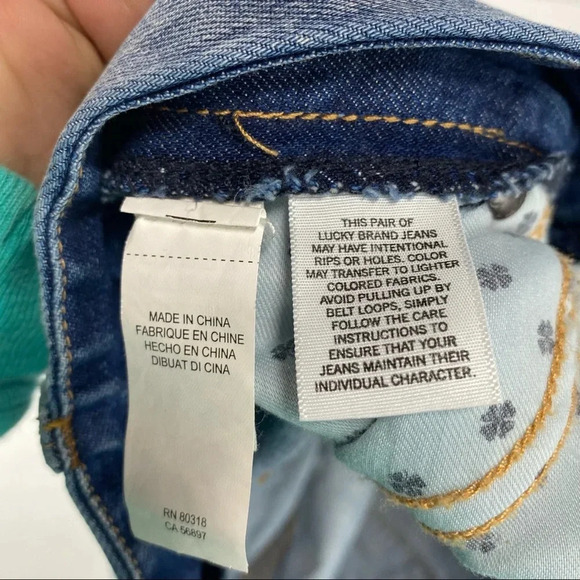 MADE IN CHINA
FABRIQUE EN CHINE
HECHO EN CHINA
DIBUAT DI CINA
RN 80318
CA 56897
THIS PAIR OF
LUCKY BRAND JEANS
MAY HAVE INTENTIONAL
RIPS OR HOLES. COLOR
MAY TRANSFER TO LIGHTER
COLORED FABRICS.
AVOID PULLING UP BY
BELT LOOPS, SIMPLY
FOLLOW THE CARE
INSTRUCTIONS TO
ENSURE THAT YOUR
JEANS MAINTAIN THEIR
INDIVIDUAL CHARACTER.